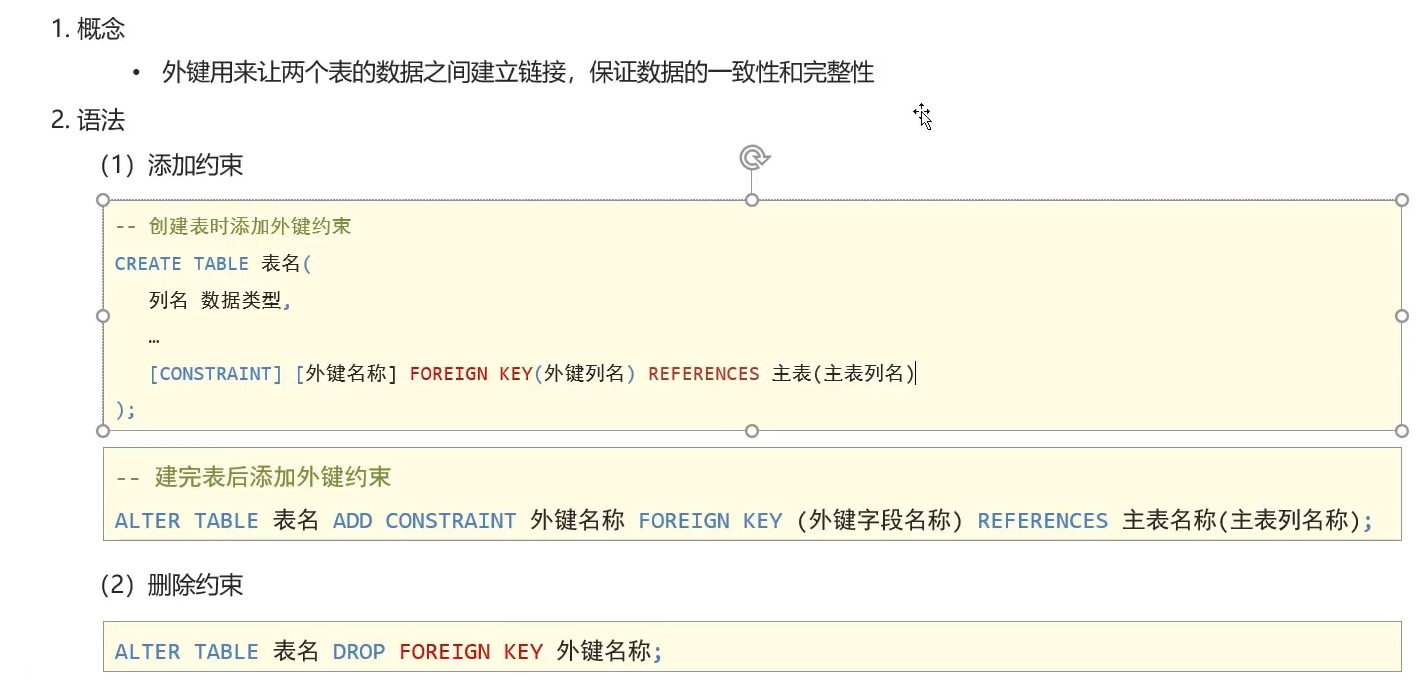 1. 概念
• 外键用来让两个表的数据之间建立链接，保证数据的一致性和完整性
2. 语法
（1）添加约束
-- 创建表时添加外键约束
CREATE TABLE 表名(
列名 数据类型,
…
[CONSTRAINT] [外键名称] FOREIGN KEY(外键列名) REFERENCES 主表(主表列名)
);
-- 建完表后添加外键约束
ALTER TABLE 表名 ADD CONSTRAINT 外键名称 FOREIGN KEY (外键字段名称) REFERENCES 主表名称(主表列名称);
（2）删除约束
ALTER TABLE 表名 DROP FOREIGN KEY 外键名称;